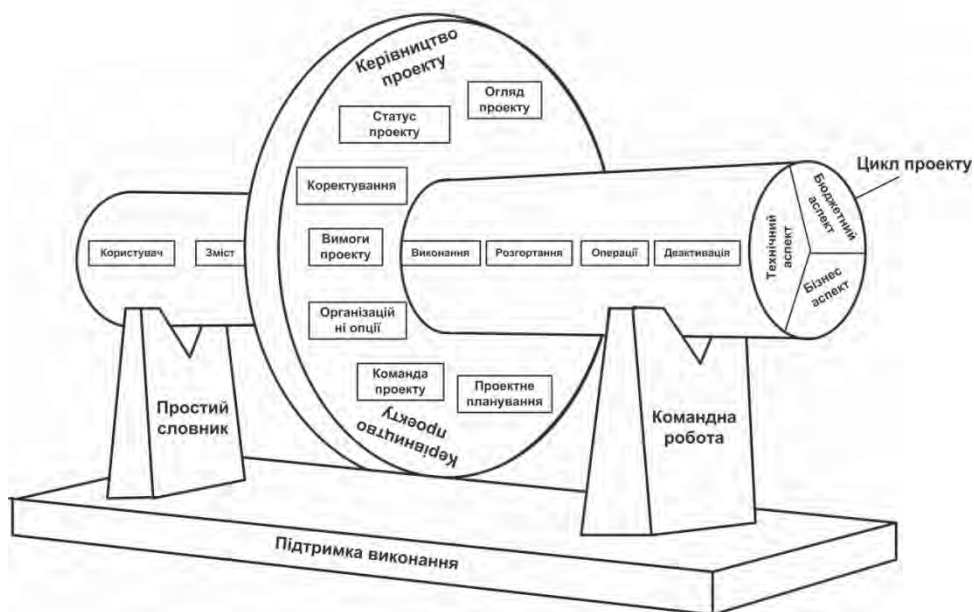 Керівництво
проекту
Огляд
проекту
Статус
проекту
Коректування
Вимоги
проекту
Організацій
ні опції
Команда
проекту
Проектне
планування
Керівництво
проекту
Користувач
Зміст
Виконання
Розгортання
Операції
Деактивація
Цикл проекту
Технічний
аспект
Бюджетний
аспект
Бізнес
аспект
Простий
словник
Командна
робота
Підтримка виконання